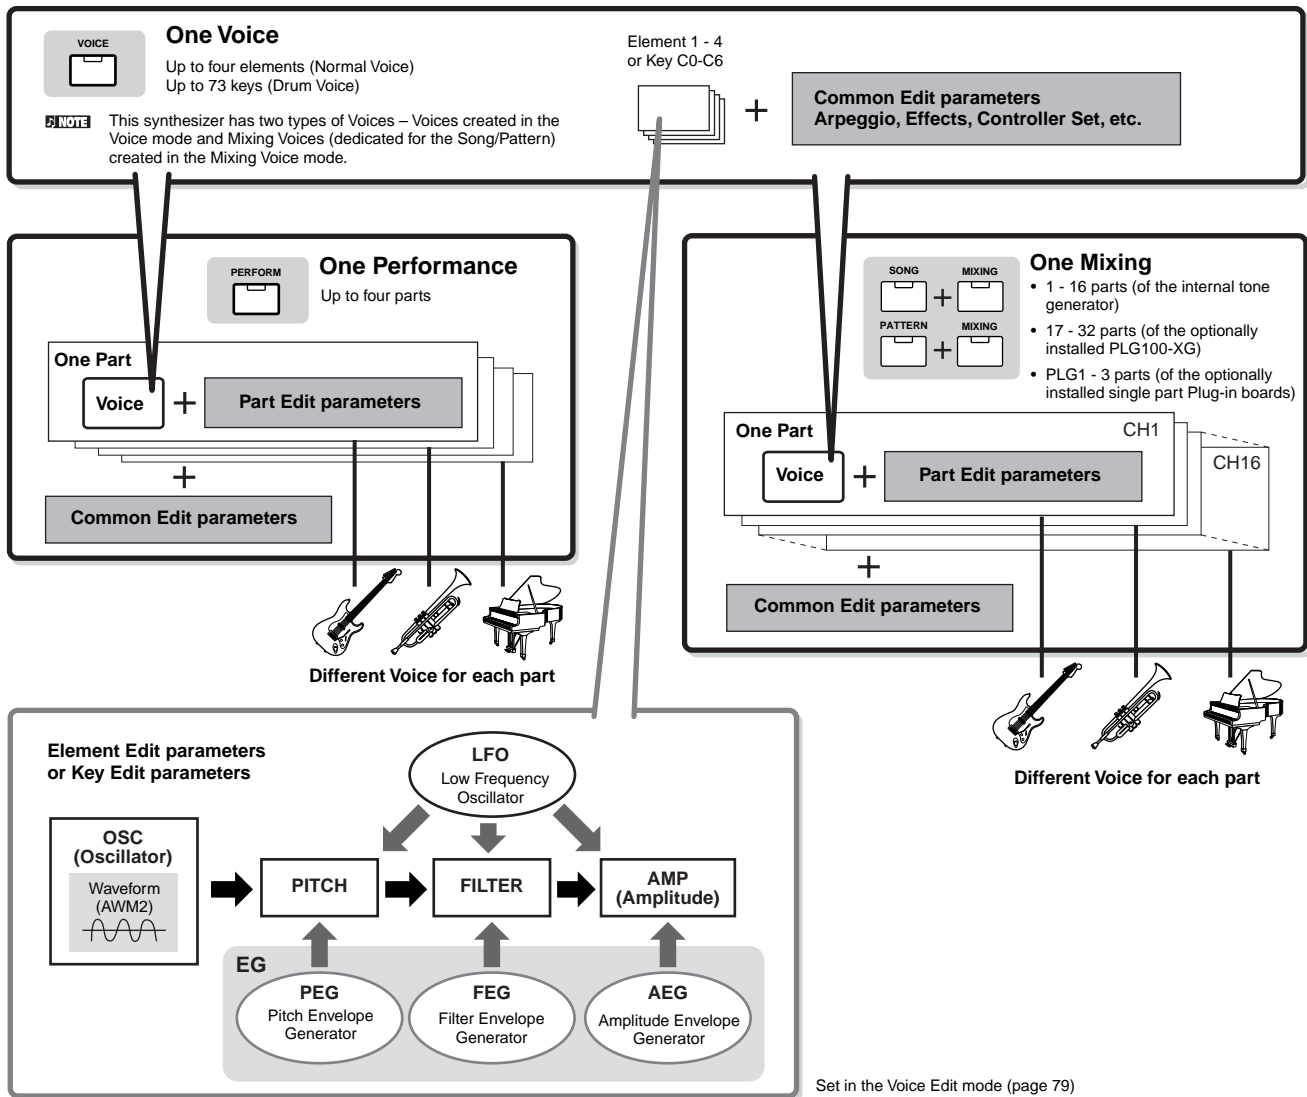 VOICE
One Voice
Up to four elements (Normal Voice)
Up to 73 keys (Drum Voice)
NOTE
This synthesizer has two types of Voices – Voices created in the
Voice mode and Mixing Voices (dedicated for the Song/Pattern)
created in the Mixing Voice mode.
Element 1 - 4
or Key C0-C6
+
Common Edit parameters
Arpeggio, Effects, Controller Set, etc.
PERFORM
One Performance
Up to four parts
One Part
Voice
+
Part Edit parameters
+
Common Edit parameters
Different Voice for each part
SONG
+
MIXING
PATTERN
+
MIXING
One Mixing
• 1 - 16 parts (of the internal tone
generator)
• 17 - 32 parts (of the optionally
installed PLG100-XG)
• PLG1 - 3 parts (of the optionally
installed single part Plug-in boards)
One Part
CH1
CH16
Voice
+
Part Edit parameters
+
Common Edit parameters
Different Voice for each part
Element Edit parameters
or Key Edit parameters
LFO
Low Frequency
Oscillator
OSC
(Oscillator)
Waveform
(AWM2)
PITCH
FILTER
AMP
(Amplitude)
EG
PEG
Pitch Envelope
Generator
FEG
Filter Envelope
Generator
AEG
Amplitude Envelope
Generator
Set in the Voice Edit mode (page 79)